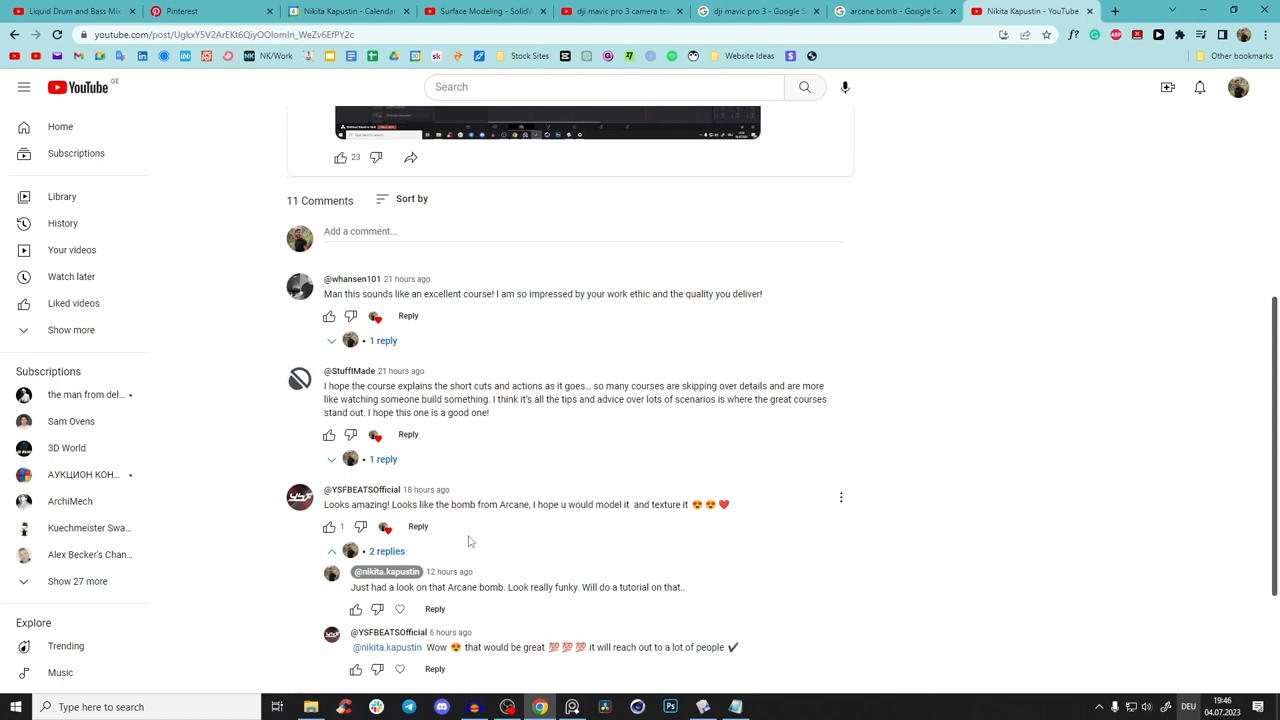 Liquid Drum and Bass Mix
Pinterest
Nikita Kapustin - Calenda
Surface Modeling - SolidW
dji mavic pro 3 camera te
dji mavic pro 3 - Google S
arcane bomb - Google Se
Nikita Kapustin - YouTube
youtube.com/post/UgkxY5V2ArEKt6QiyOOIomIn_WeZv6EfPY2c
NK/Work
Stock Sites
Website Ideas
Other bookmarks
YouTube GE
Search
Home
Subscriptions
Library
History
Your videos
Watch later
Liked videos
Show more
Subscriptions
the man from del...
Sam Ovens
3D World
АУКЦИОН КОН...
ArchiMech
Kuechmeister Swa...
Alex Becker's Chan...
Show 27 more
Explore
Trending
Music
23
11 Comments
Sort by
Add a comment...
@whansen101 21 hours ago
Man this sounds like an excellent course! I am so impressed by your work ethic and the quality you deliver!
Reply
1 reply
@StuffIMade 21 hours ago
I hope the course explains the short cuts and actions as it goes... so many courses are skipping over details and are more
like watching someone build something. I think it's all the tips and advice over lots of scenarios is where the great courses
stand out. I hope this one is a good one!
Reply
1 reply
@YSFBEATSOfficial 18 hours ago
Looks amazing! Looks like the bomb from Arcane, I hope u would model it and texture it 😍 😍 ❤️
1 Reply
2 replies
@nikita.kapustin 12 hours ago
Just had a look on that Arcane bomb. Look really funky. Will do a tutorial on that..
Reply
@YSFBEATSOfficial 6 hours ago
@nikita.kapustin Wow 😍 that would be great 💯 💯 💯 it will reach out to a lot of people ✔
Reply
Type here to search
DEU
19:46
04.07.2023